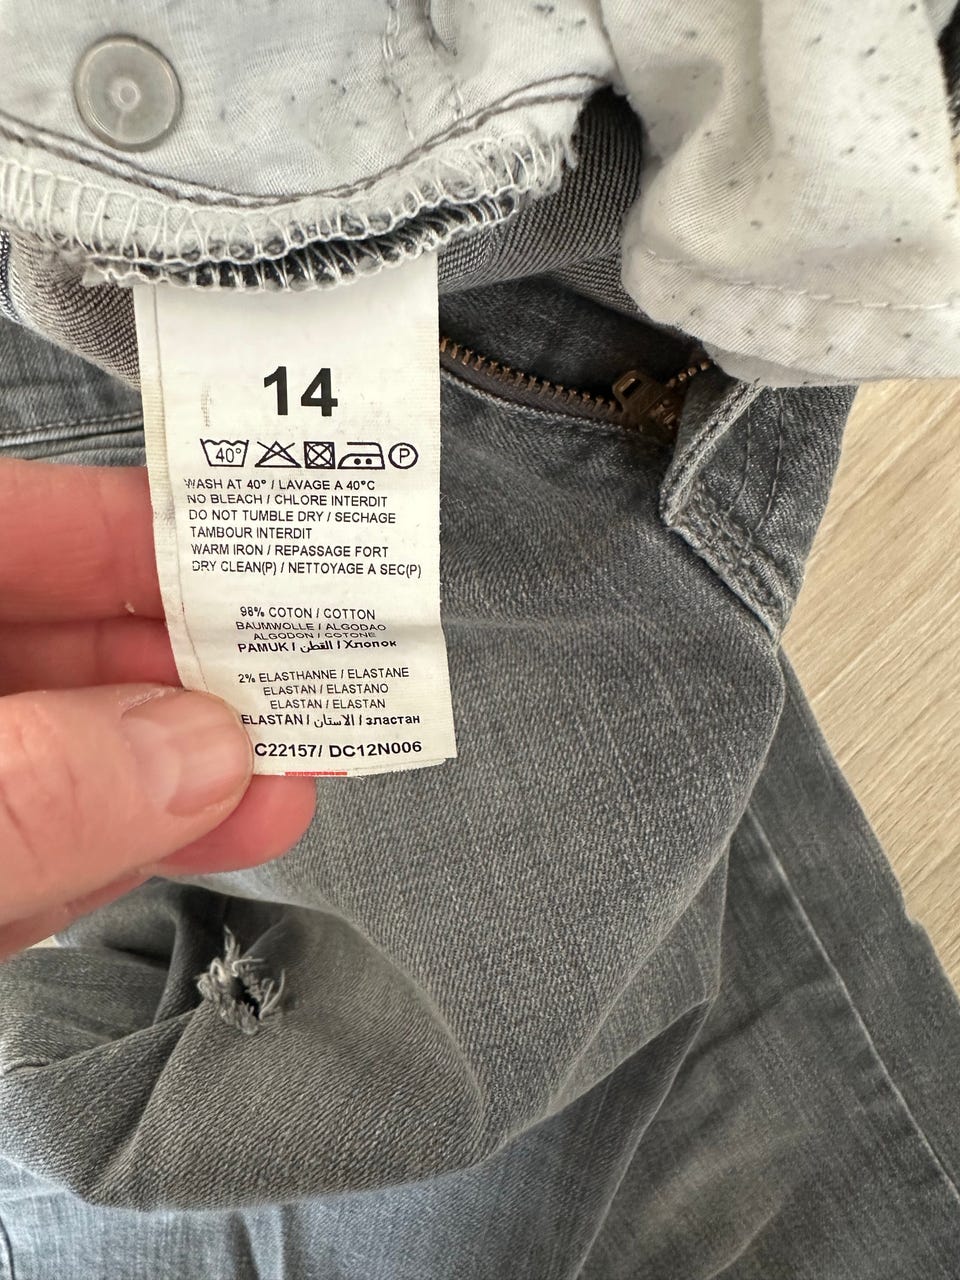 14
40°
P
WASH AT 40° / LAVAGE A 40°C
NO BLEACH / CHLORE INTERDIT
DO NOT TUMBLE DRY / SECHAGE
TAMBOUR INTERDIT
WARM IRON / REPASSAGE FORT
DRY CLEAN(P) / NETTOYAGE A SEC(P)
98% COTON / COTTON
BAUMWOLLE / ALGODAO
ALGODON / COTONE
PAMUK / القطن / Хлопок
2% ELASTHANNE / ELASTANE
ELASTAN / ELASTANO
ELASTAN / ELASTAN
ELASTAN / الاستان / эластан
C22157/ DC12N006